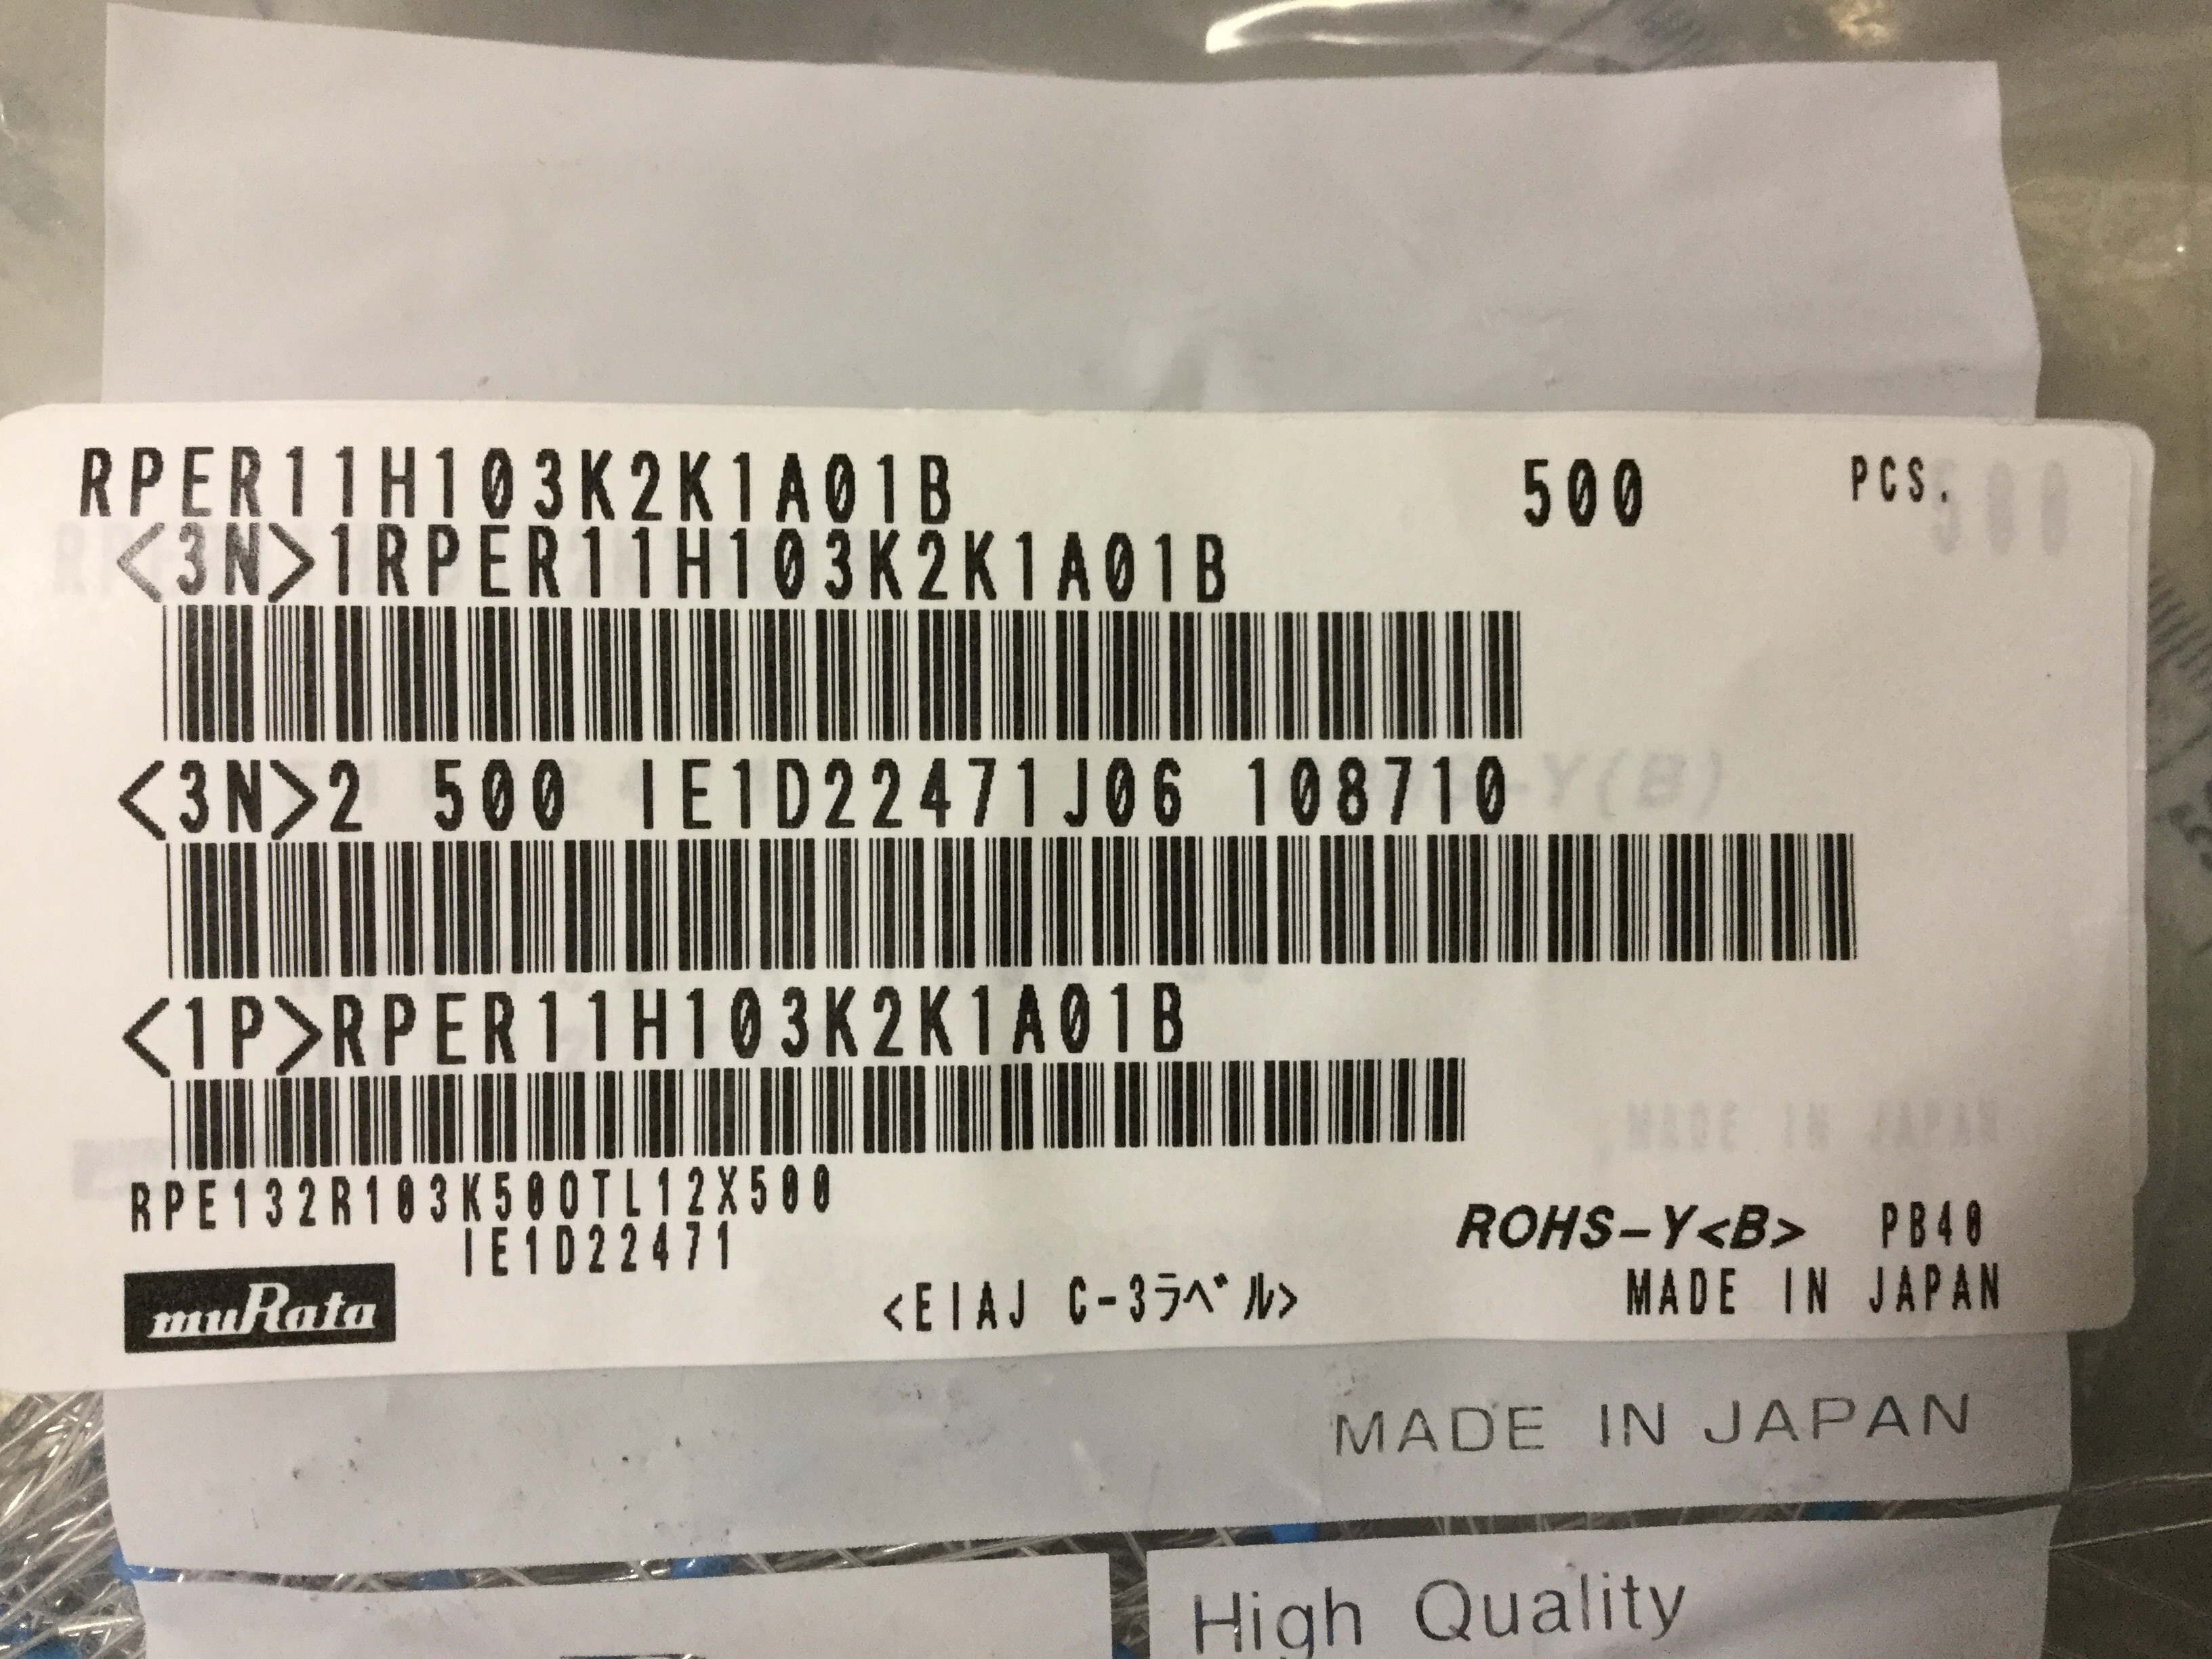 RPER11H103K2K1A01B 500 PCS.
<3N>1RPER11H103K2K1A01B
<3N>2 500 IE1D22471J06 108710
<1P>RPER11H103K2K1A01B
RPE132R103K50OTL12X500
IE1D22471
ROHS-Y<B> PB40
muRata
<EIAJ C-3ラベル>
MADE IN JAPAN
MADE IN JAPAN
High Quality